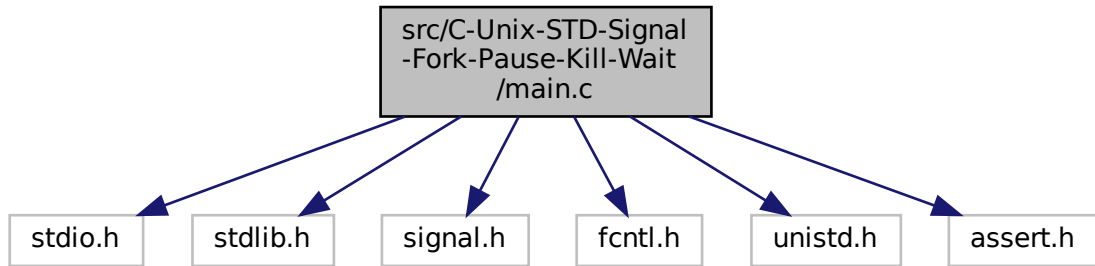 src/C-Unix-STD-Signal
-Fork-Pause-Kill-Wait
/main.c
stdio.h
stdlib.h
signal.h
fcntl.h
unistd.h
assert.h